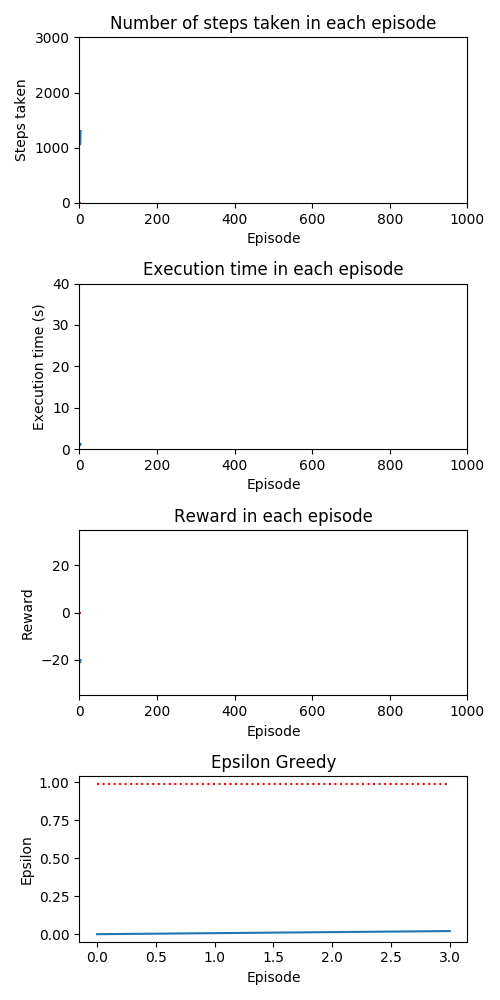 Number of steps taken in each episode
3000
2000
1000
0
Steps taken
0 200 400 600 800 1000
Episode
Execution time in each episode
40
30
20
10
0
Execution time (s)
0 200 400 600 800 1000
Episode
Reward in each episode
20
0
−20
Reward
0 200 400 600 800 1000
Episode
Epsilon Greedy
1.00
0.75
0.50
0.25
0.00
Epsilon
0.0 0.5 1.0 1.5 2.0 2.5 3.0
Episode